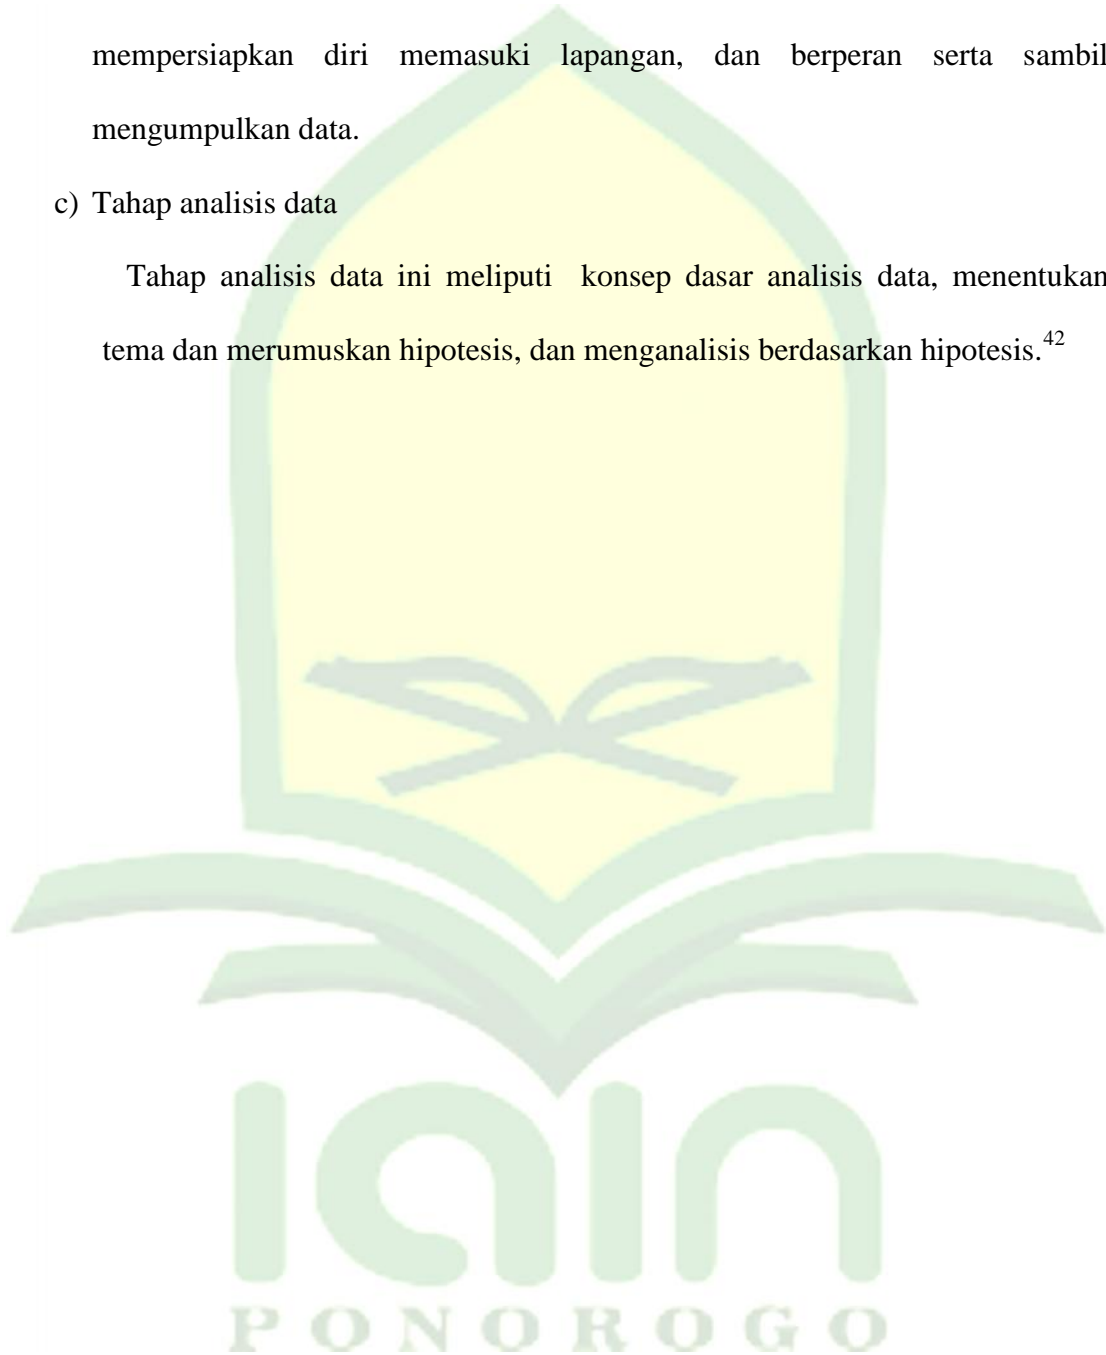 mempersiapkan diri memasuki lapangan, dan berperan serta sambil
mengumpulkan data.
c) Tahap analisis data
Tahap analisis data ini meliputi konsep dasar analisis data, menentukan
tema dan merumuskan hipotesis, dan menganalisis berdasarkan hipotesis.42
iain
PONOROGO